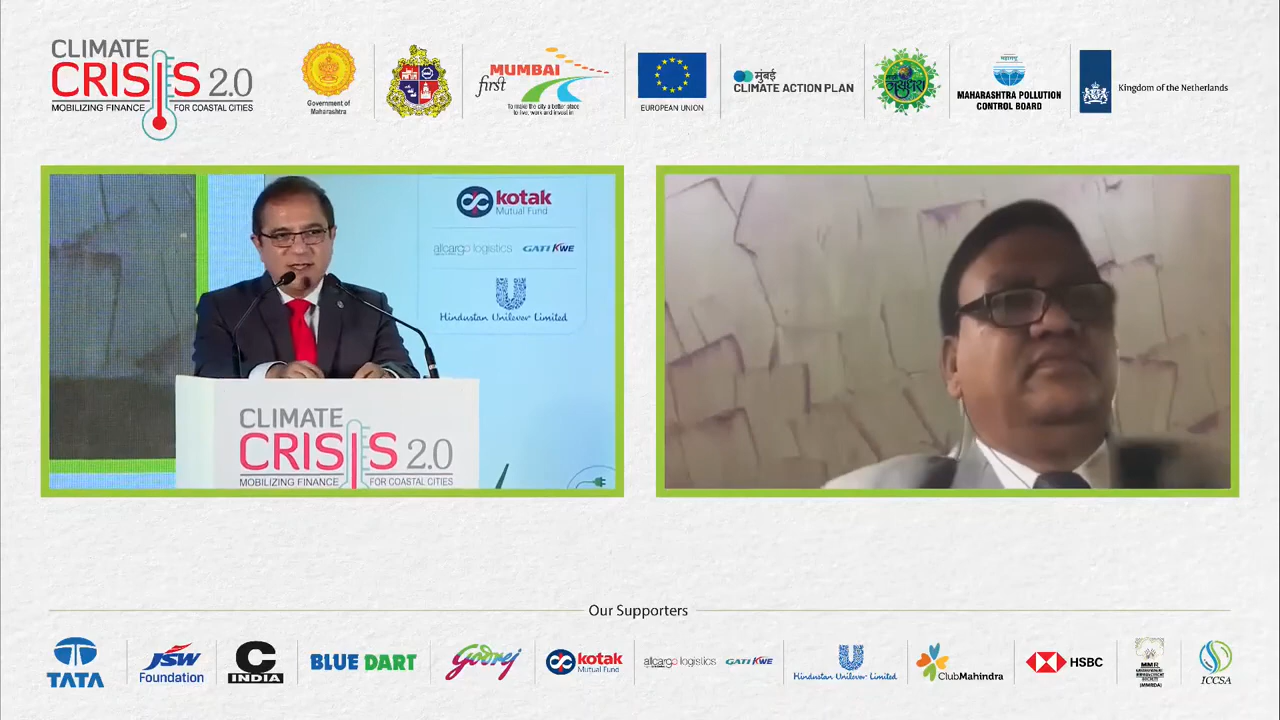 CLIMATE
CRISIS 2.0
MOBILIZING FINANCE FOR COASTAL CITIES
Government of
Maharashtra
MUMBAI
first
To make the city a better place
to live, work and invest in
EUROPEAN UNION
मुंबई
CLIMATE ACTION PLAN
महाराष्ट्र
MAHARASHTRA POLLUTION
CONTROL BOARD
Kingdom of the Netherlands
kotak
Mutual Fund
allcargo logistics GATI KWE
Hindustan Unilever Limited
CLIMATE
CRISIS 2.0
MOBILIZING FINANCE FOR COASTAL CITIES
Our Supporters
TATA
JSW
Foundation
C
INDIA
BLUE DART
Godrej
kotak
Mutual Fund
allcargo logistics GATI KWE
Hindustan Unilever Limited
ClubMahindra
HSBC
MMR
(MMRDA)
ICCSA